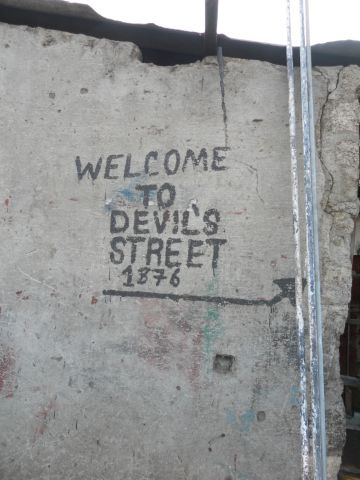 WELCOME
TO
DEVIL'S
STREET
1876